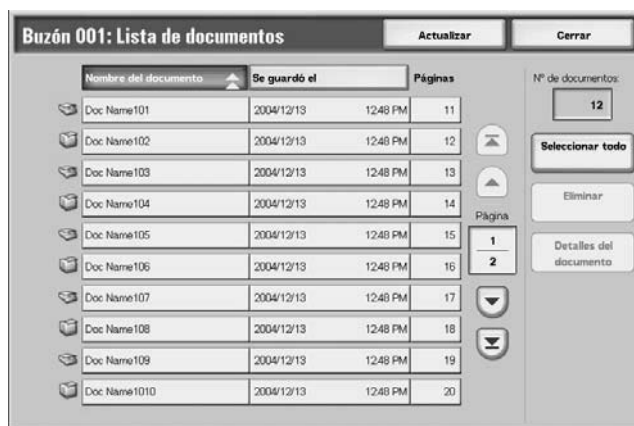 Buzón 001: Lista de documentos Actualizar Cerrar
Nombre del documento Se guardó el Páginas Nº de documentos:
12
Doc Name101 2004/12/13 12:48 PM 11
Doc Name102 2004/12/13 12:48 PM 12
Seleccionar todo
Doc Name103 2004/12/13 12:48 PM 13
Doc Name104 2004/12/13 12:48 PM 14
Eliminar
Página
Doc Name105 2004/12/13 12:48 PM 15
1
2
Detalles del
documento
Doc Name106 2004/12/13 12:48 PM 16
Doc Name107 2004/12/13 12:48 PM 17
Doc Name108 2004/12/13 12:48 PM 18
Doc Name109 2004/12/13 12:48 PM 19
Doc Name1010 2004/12/13 12:48 PM 20